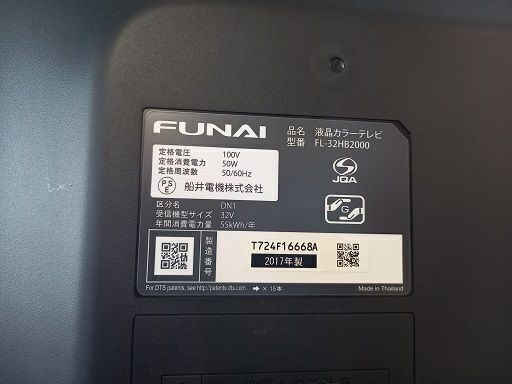 FUNAI
品名 液晶カラーテレビ
型番 FL-32HB2000
定格電圧 100V
定格消費電力 50W
定格周波数 50/60Hz
PSE 船井電機株式会社
S
JQA
G
区分名 DN1
受信機型サイズ 32V
年間消費電力量 55kWh/年
製造番号
T724F16668A
2017年製
For DTS patents, see http://patents.dts.com. × 15本
Made in Thailand